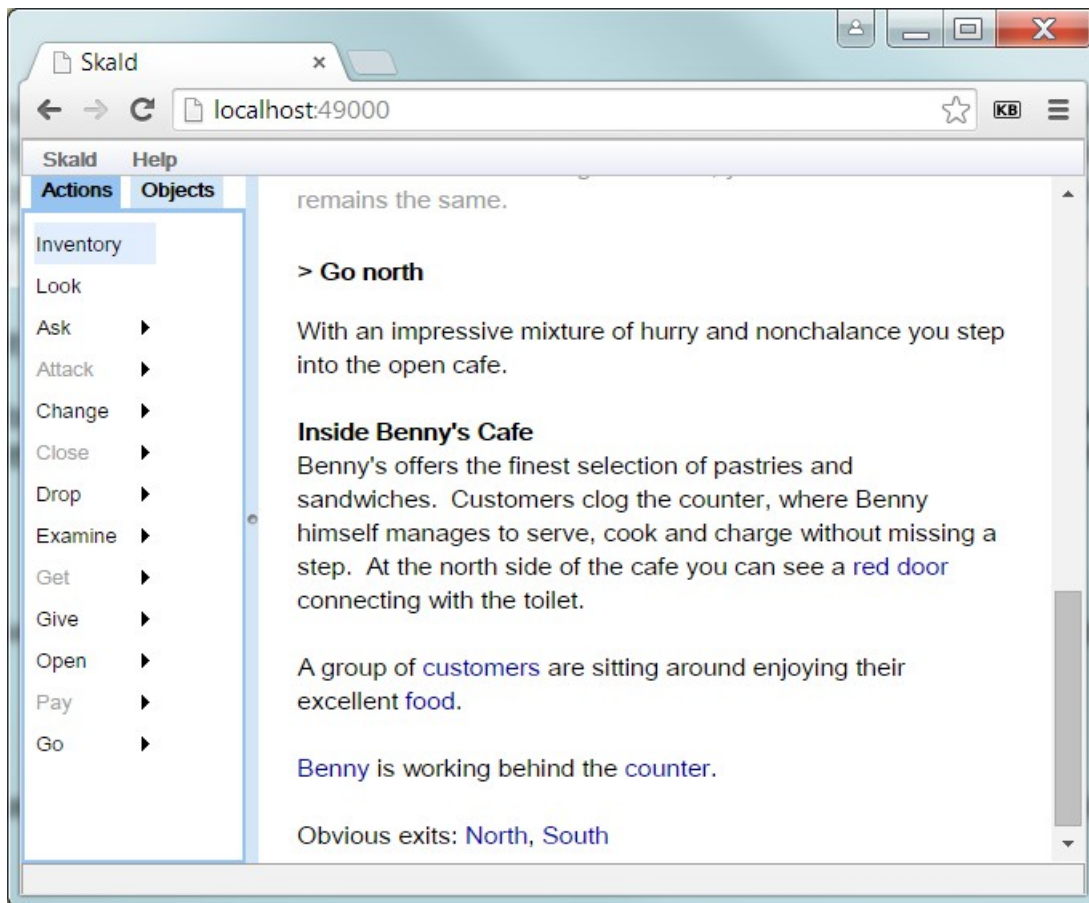 Skald
localhost:49000
KB
Skald Help
Actions Objects
Inventory
Look
Ask
Attack
Change
Close
Drop
Examine
Get
Give
Open
Pay
Go
remains the same.
> Go north
With an impressive mixture of hurry and nonchalance you step
into the open cafe.
Inside Benny's Cafe
Benny's offers the finest selection of pastries and
sandwiches. Customers clog the counter, where Benny
himself manages to serve, cook and charge without missing a
step. At the north side of the cafe you can see a red door
connecting with the toilet.
A group of customers are sitting around enjoying their
excellent food.
Benny is working behind the counter.
Obvious exits: North, South